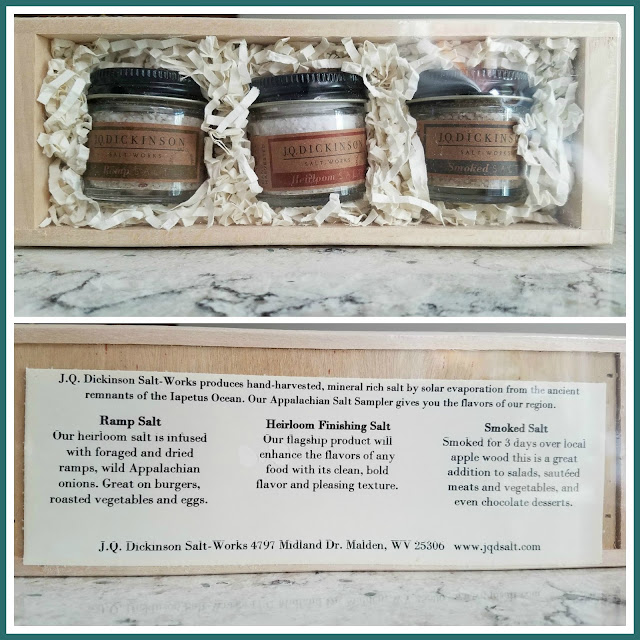 JQ.DICKINSON
SALT-WORKS
Ramp
JQ.DICKINSON
SALT-WORKS
Heirloom
JQ.DICKINSON
SALT-WORKS
Smoked
J.Q. Dickinson Salt-Works produces hand-harvested, mineral rich salt by solar evaporation from the ancient
remnants of the Iapetus Ocean. Our Appalachian Salt Sampler gives you the flavors of our region.
Ramp Salt
Our heirloom salt is infused
with foraged and dried
ramps, wild Appalachian
onions. Great on burgers,
roasted vegetables and eggs.
Heirloom Finishing Salt
Our flagship product will
enhance the flavors of any
food with its clean, bold
flavor and pleasing texture.
Smoked Salt
Smoked for 3 days over local
apple wood this is a great
addition to salads, sautéed
meats and vegetables, and
even chocolate desserts.
J.Q. Dickinson Salt-Works 4797 Midland Dr. Malden, WV 25306 www.jqdsalt.com